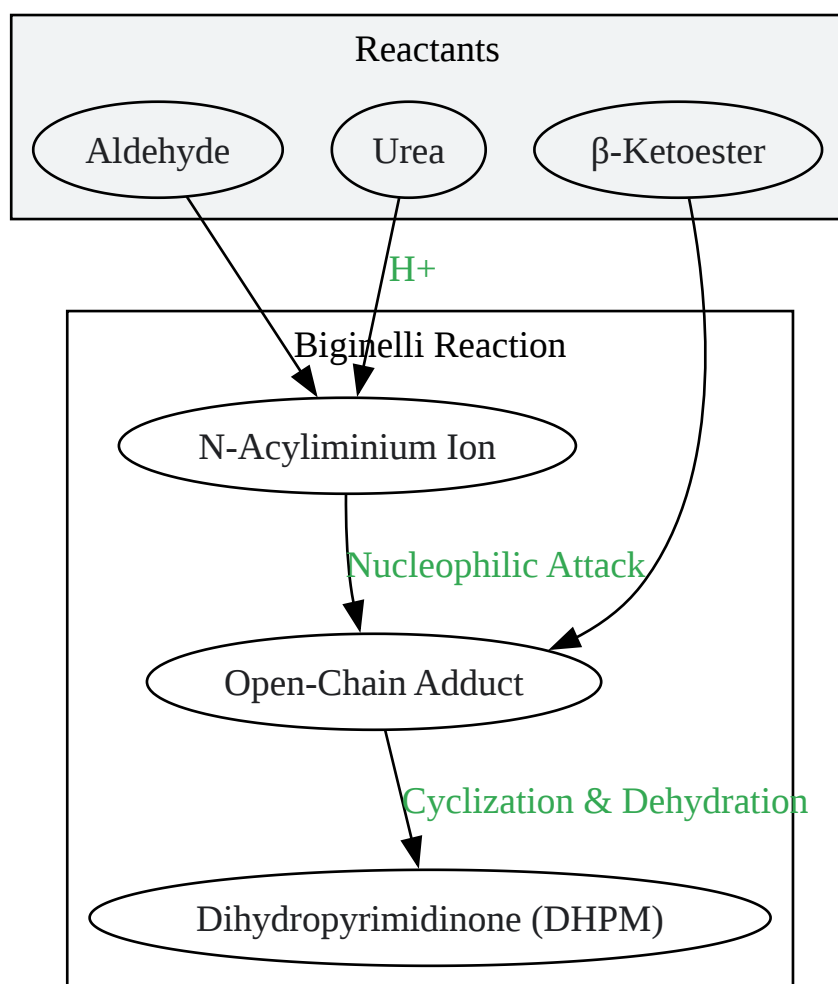 Reactants
Aldehyde
Urea
β-Ketoester
H+
Biginelli Reaction
N-Acyliminium Ion
Nucleophilic Attack
Open-Chain Adduct
Cyclization & Dehydration
Dihydropyrimidinone (DHPM)